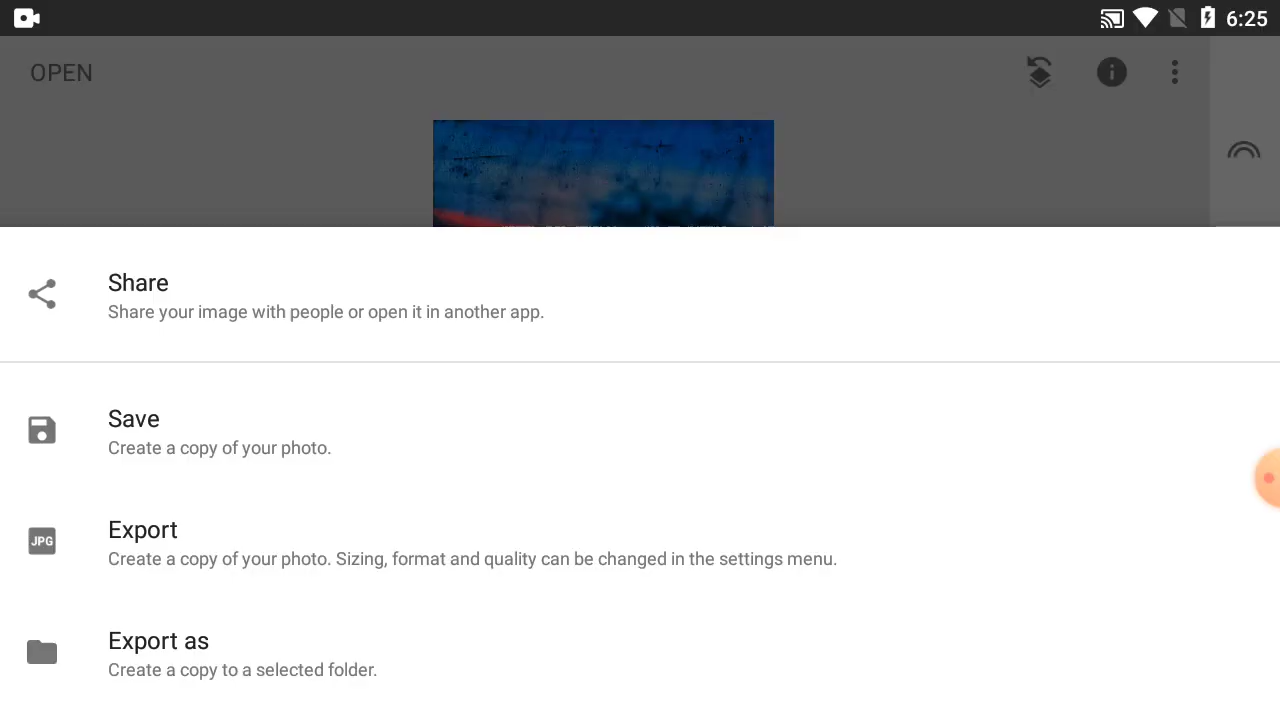 6:25
OPEN
Share
Share your image with people or open it in another app.
Save
Create a copy of your photo.
JPG
Export
Create a copy of your photo. Sizing, format and quality can be changed in the settings menu.
Export as
Create a copy to a selected folder.